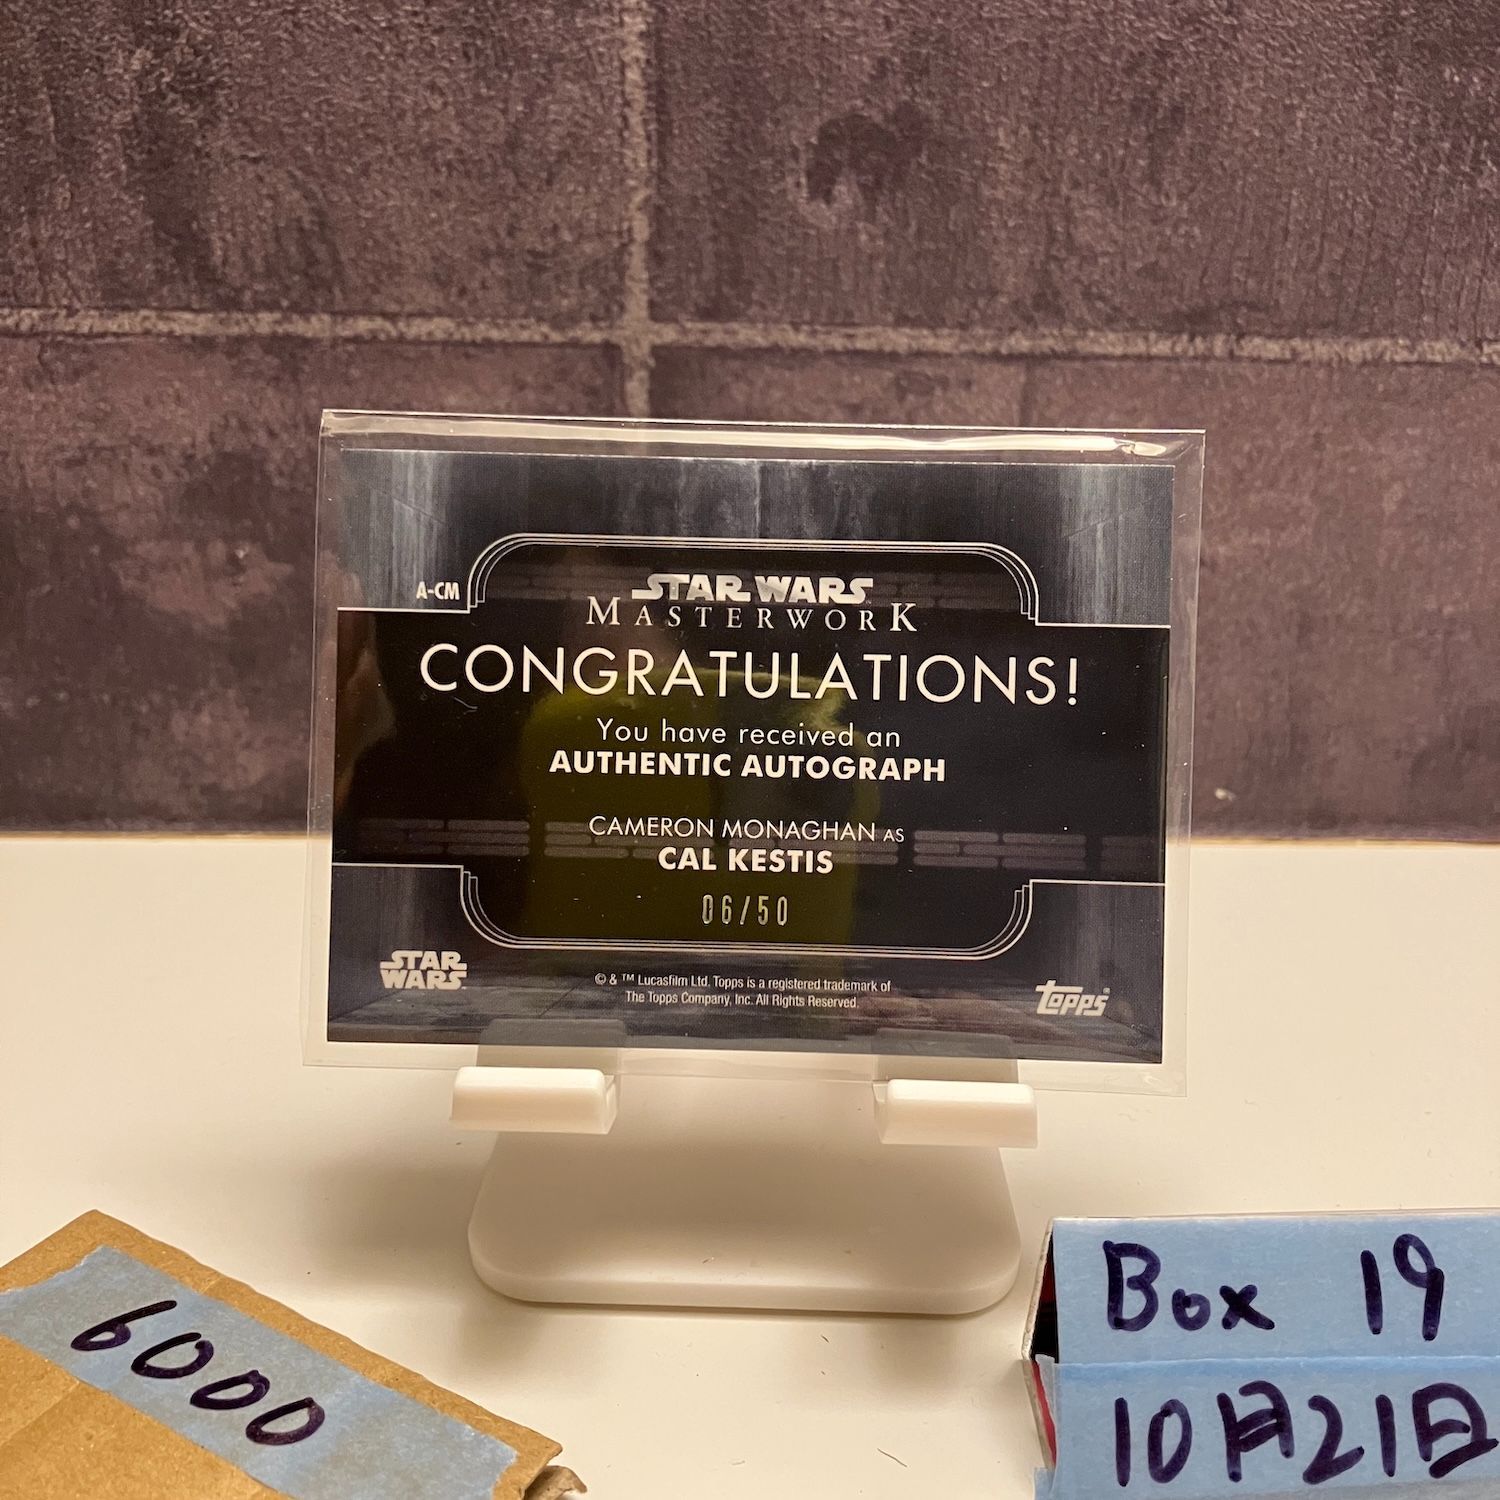 A-CM
STAR WARS
MASTERWORK
CONGRATULATIONS!
You have received an
AUTHENTIC AUTOGRAPH
CAMERON MONAGHAN AS
CAL KESTIS
06/50
STAR
WARS
© & ™ Lucasfilm Ltd. Topps is a registered trademark of
The Topps Company, Inc. All Rights Reserved.
Topps®
6000
Box 19
10月21日